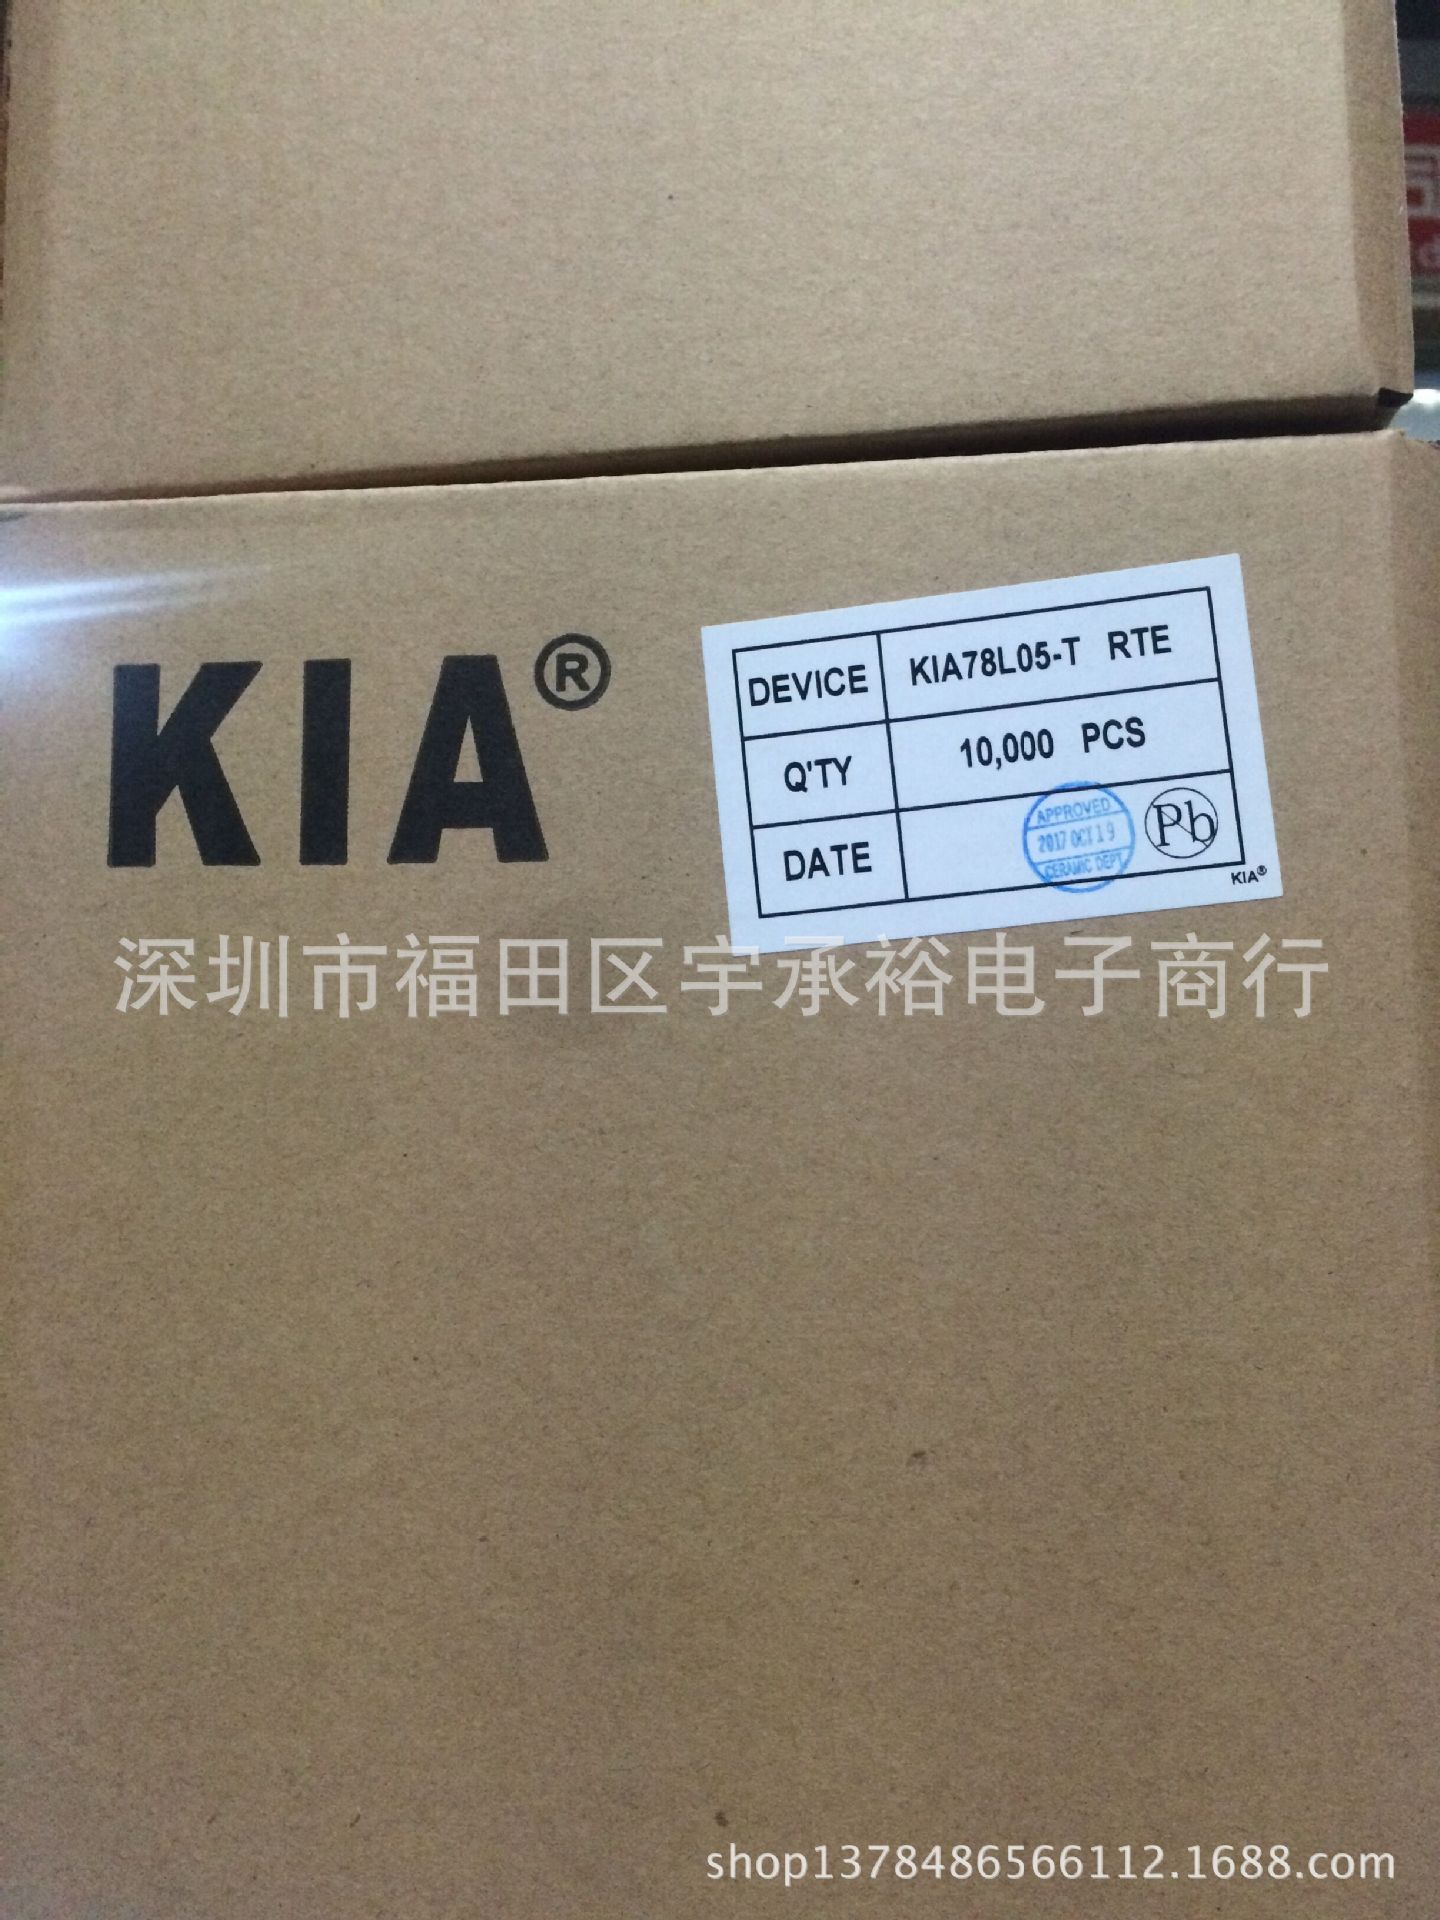 KIA®
DEVICE KIA78L05-T RTE
Q'TY 10,000 PCS
DATE
APPROVED
2017 OCT 19
CERAMIC DEPT
Pb
KIA®
深圳市福田区宇承裕电子商行
shop1378486566112.1688.com